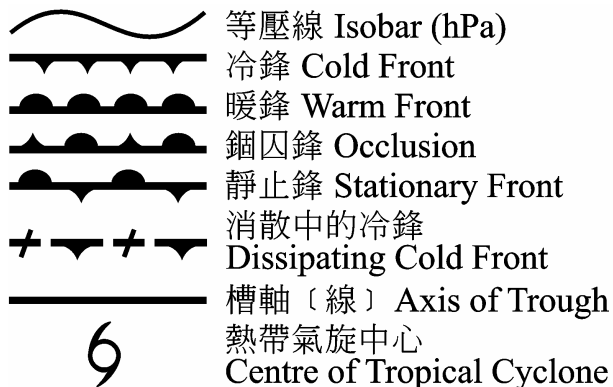 等壓線 Isobar (hPa)
冷鋒 Cold Front
暖鋒 Warm Front
錮囚鋒 Occlusion
靜止鋒 Stationary Front
消散中的冷鋒
Dissipating Cold Front
槽軸﹝線﹞ Axis of Trough
熱帶氣旋中心
Centre of Tropical Cyclone